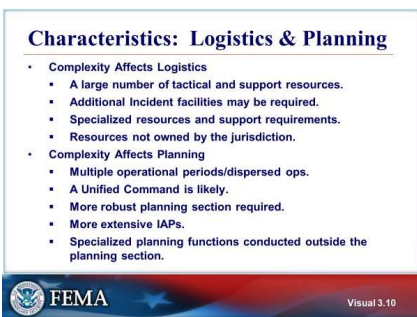 Characteristics: Logistics & Planning
• Complexity Affects Logistics
▪ A large number of tactical and support resources.
▪ Additional Incident facilities may be required.
▪ Specialized resources and support requirements.
▪ Resources not owned by the jurisdiction.
• Complexity Affects Planning
▪ Multiple operational periods/dispersed ops.
▪ A Unified Command is likely.
▪ More robust planning section required.
▪ More extensive IAPs.
▪ Specialized planning functions conducted outside the
planning section.
FEMA
Visual 3.10